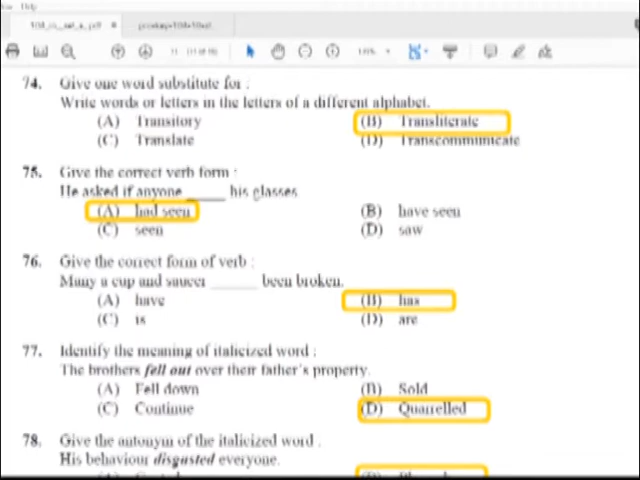 Help
74. Give one word substitute for :
Write words or letters in the letters of a different alphabet.
(A) Transitory (B) Transliterate
(C) Translate (D) Transcommunicate
75. Give the correct verb form :
He asked if anyone _____ his glasses
(A) had seen (B) have seen
(C) seen (D) saw
76. Give the correct form of verb :
Many a cup and saucer ______ been broken.
(A) have (B) has
(C) is (D) are
77. Identify the meaning of italicized word :
The brothers fell out over their father's property.
(A) Fell down (B) Sold
(C) Continue (D) Quarrelled
78. Give the antonym of the italicized word .
His behaviour disgusted everyone.